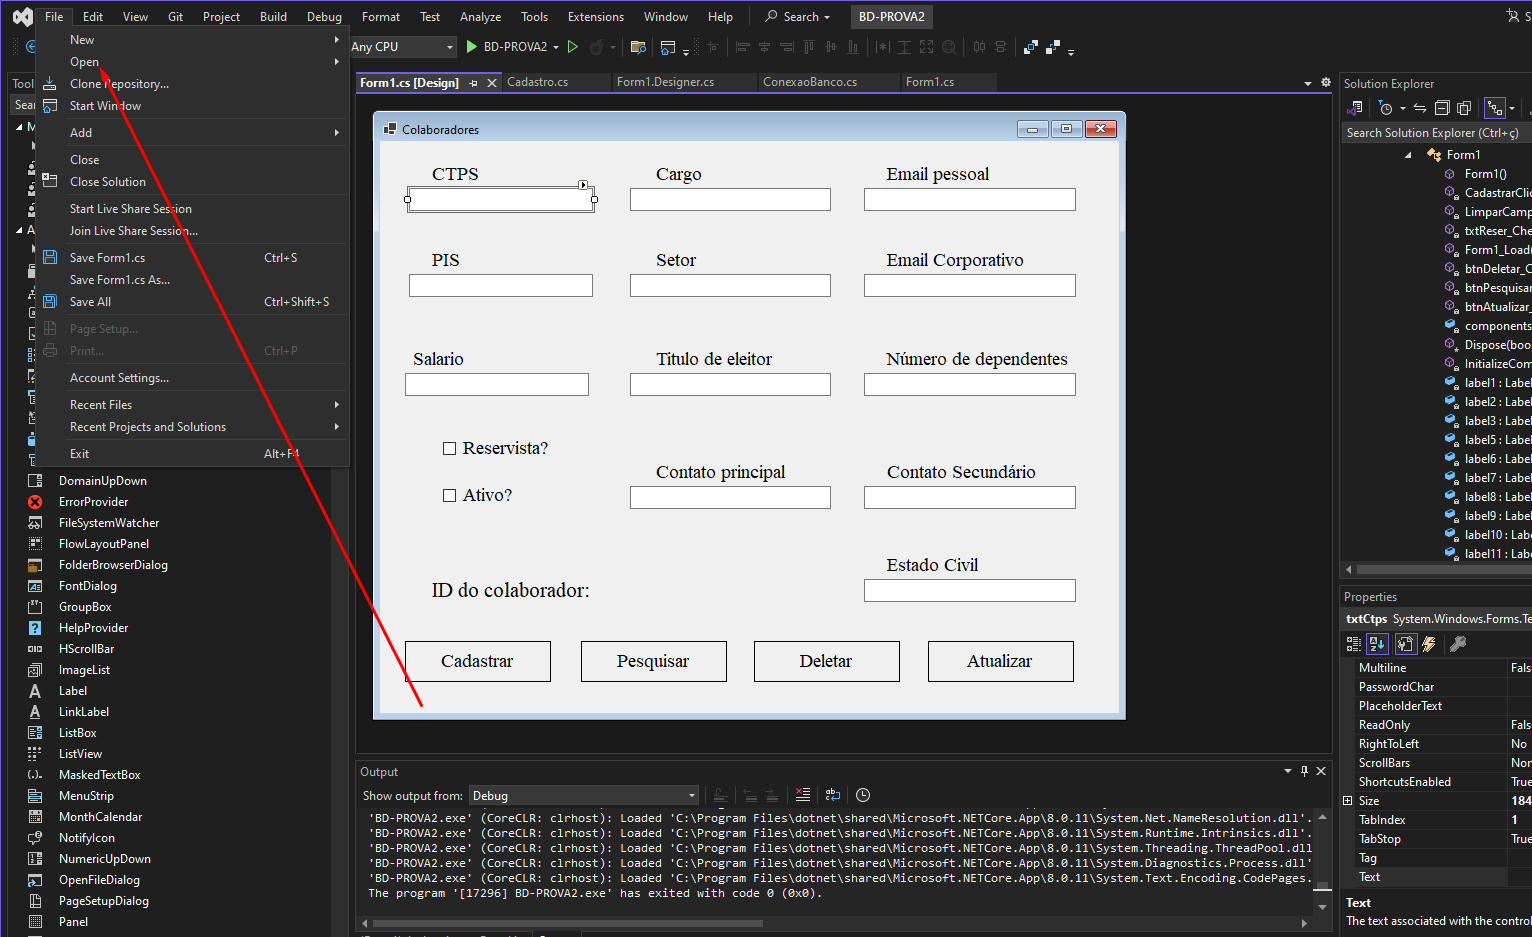 File Edit View Git Project Build Debug Format Test Analyze Tools Extensions Window Help Search BD-PROVA2
New
Open
Clone Repository...
Start Window
Add
Close
Close Solution
Start Live Share Session
Join Live Share Session...
Save Form1.cs Ctrl+S
Save Form1.cs As...
Save All Ctrl+Shift+S
Page Setup...
Print... Ctrl+P
Account Settings...
Recent Files
Recent Projects and Solutions
Exit Alt+F4
DomainUpDown
ErrorProvider
FileSystemWatcher
FlowLayoutPanel
FolderBrowserDialog
FontDialog
GroupBox
HelpProvider
HScrollBar
ImageList
Label
LinkLabel
ListBox
ListView
MaskedTextBox
MenuStrip
MonthCalendar
NotifyIcon
NumericUpDown
OpenFileDialog
PageSetupDialog
Panel
Any CPU BD-PROVA2
Form1.cs [Design] Cadastro.cs Form1.Designer.cs ConexaoBanco.cs Form1.cs
Colaboradores
CTPS Cargo Email pessoal
PIS Setor Email Corporativo
Salario Titulo de eleitor Número de dependentes
Reservista?
Contato principal Contato Secundário
Ativo?
Estado Civil
ID do colaborador:
Cadastrar Pesquisar Deletar Atualizar
Output
Show output from: Debug
'BD-PROVA2.exe' (CoreCLR: clrhost): Loaded 'C:\Program Files\dotnet\shared\Microsoft.NETCore.App\8.0.11\System.Net.NameResolution.dll'.
'BD-PROVA2.exe' (CoreCLR: clrhost): Loaded 'C:\Program Files\dotnet\shared\Microsoft.NETCore.App\8.0.11\System.Runtime.Intrinsics.dll'.
'BD-PROVA2.exe' (CoreCLR: clrhost): Loaded 'C:\Program Files\dotnet\shared\Microsoft.NETCore.App\8.0.11\System.Threading.ThreadPool.dll
'BD-PROVA2.exe' (CoreCLR: clrhost): Loaded 'C:\Program Files\dotnet\shared\Microsoft.NETCore.App\8.0.11\System.Diagnostics.Process.dll'
'BD-PROVA2.exe' (CoreCLR: clrhost): Loaded 'C:\Program Files\dotnet\shared\Microsoft.NETCore.App\8.0.11\System.Text.Encoding.CodePages.
The program '[17296] BD-PROVA2.exe' has exited with code 0 (0x0).
Solution Explorer
Search Solution Explorer (Ctrl+ç)
Form1
Form1()
CadastrarClic
LimparCamp
txtReser_Che
Form1_Load(
btnDeletar_C
btnPesquisar
btnAtualizar_
components
Dispose(boo
InitializeCom
label1 : Label
label2 : Label
label3 : Label
label5 : Label
label6 : Label
label7 : Label
label8 : Label
label9 : Label
label10 : Labe
label11 : Labe
Properties
txtCtps System.Windows.Forms.Te
Multiline Fals
PasswordChar
PlaceholderText
ReadOnly Fals
RightToLeft No
ScrollBars Non
ShortcutsEnabled True
Size 184
TabIndex 1
TabStop True
Tag
Text
Text
The text associated with the control